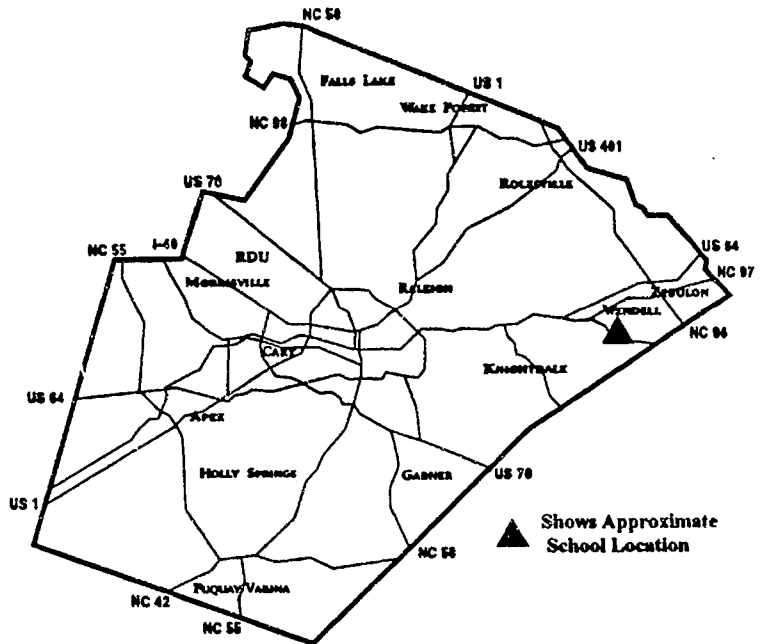 NC 50
FALLS LAKE
US 1
WAKE FOREST
NC 98
US 401
ROLESVILLE
US 70
I-40
NC 55
RDU
US 64
NC 97
MORRISVILLE
RALEIGH
ZEBULON
WENDELL
NC 96
CARY
KNIGHTDALE
US 64
APEX
HOLLY SPRINGS
GARNER
US 70
US 1
Shows Approximate
School Location
NC 50
FUQUAY VARINA
NC 42
NC 55